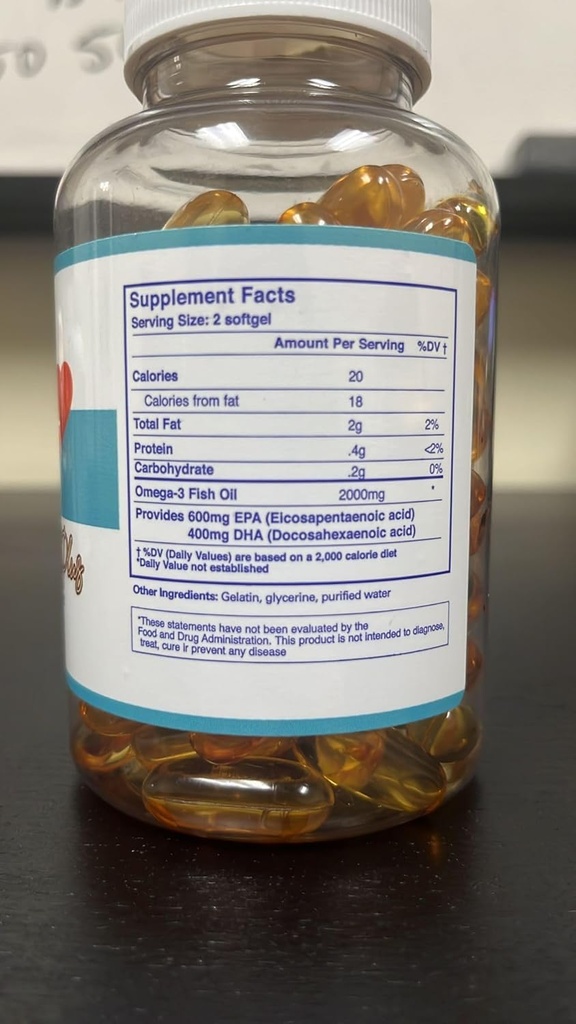 50 5
Supplement Facts
Serving Size: 2 softgel
Amount Per Serving %DV †
Calories 20
Calories from fat 18
Total Fat 2g 2%
Protein .4g <2%
Carbohydrate .2g 0%
Omega-3 Fish Oil 2000mg *
Provides 600mg EPA (Eicosapentaenoic acid)
400mg DHA (Docosahexaenoic acid)
† %DV (Daily Values) are based on a 2,000 calorie diet
*Daily Value not established
Other Ingredients: Gelatin, glycerine, purified water
*These statements have not been evaluated by the
Food and Drug Administration. This product is not intended to diagnose,
treat, cure ir prevent any disease